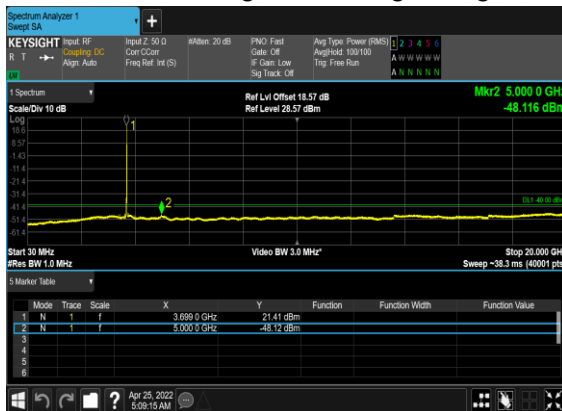 Spectrum Analyzer 1
Swept SA
+
KEYSIGHT Input: RF Input Z: 50 Ω #Atten: 20 dB PNO: Fast Avg Type: Power (RMS) 1 2 3 4 5 6
R T Coupling: DC Corr CCorr Gate: Off Avg|Hold: 100/100 A W W W W W
Align: Auto Freq Ref: Int (S) IF Gain: Low Trig: Free Run
LXI Sig Track: Off A N N N N N
1 Spectrum Ref Lvl Offset 18.57 dB Mkr2 5.000 0 GHz
Scale/Div 10 dB Ref Level 28.57 dBm -48.116 dBm
Log
1
18.6
8.57
-1.43
-11.4
-21.4
-31.4
2
DL1 -40.00 dBm
-41.4
-51.4
-61.4
Start 30 MHz Video BW 3.0 MHz* Stop 20.000 GHz
#Res BW 1.0 MHz Sweep ~38.3 ms (40001 pts)
5 Marker Table
Mode Trace Scale X Y Function Function Width Function Value
1 N 1 f 3.699 0 GHz 21.41 dBm
2 N 1 f 5.000 0 GHz -48.12 dBm
3
4
5
6
? Apr 25, 2022
5:09:15 AM